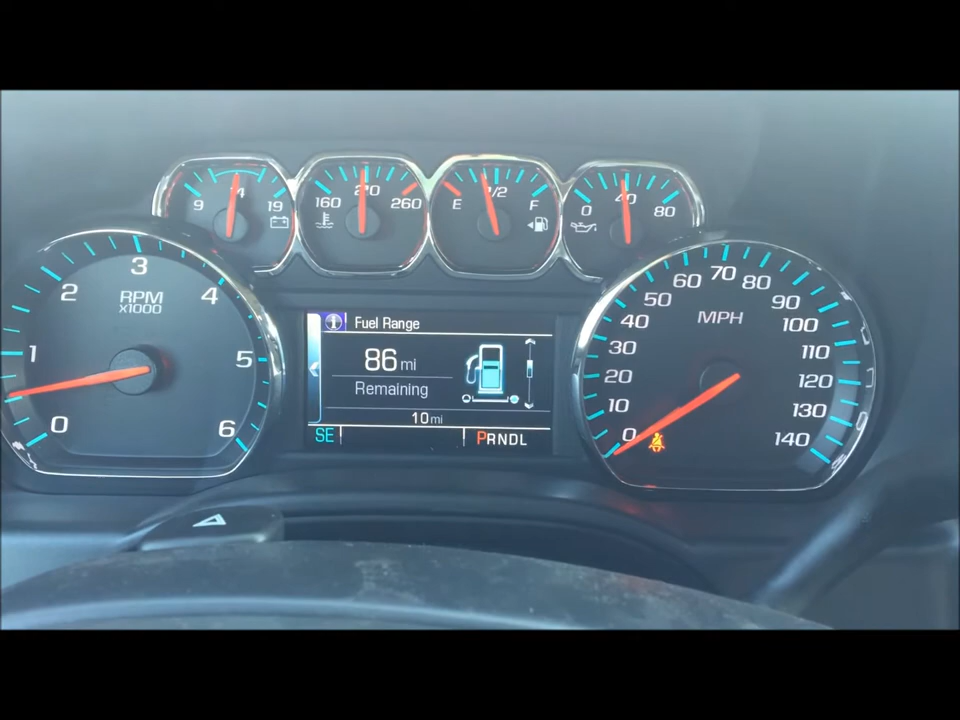 9 14 19
160 210 260
E 1/2 F
0 40 80
RPM
x1000
0 1 2 3 4 5 6
i Fuel Range
86 mi
Remaining
10 mi
SE
PRNDL
MPH
0 10 20 30 40 50 60 70 80 90 100 110 120 130 140